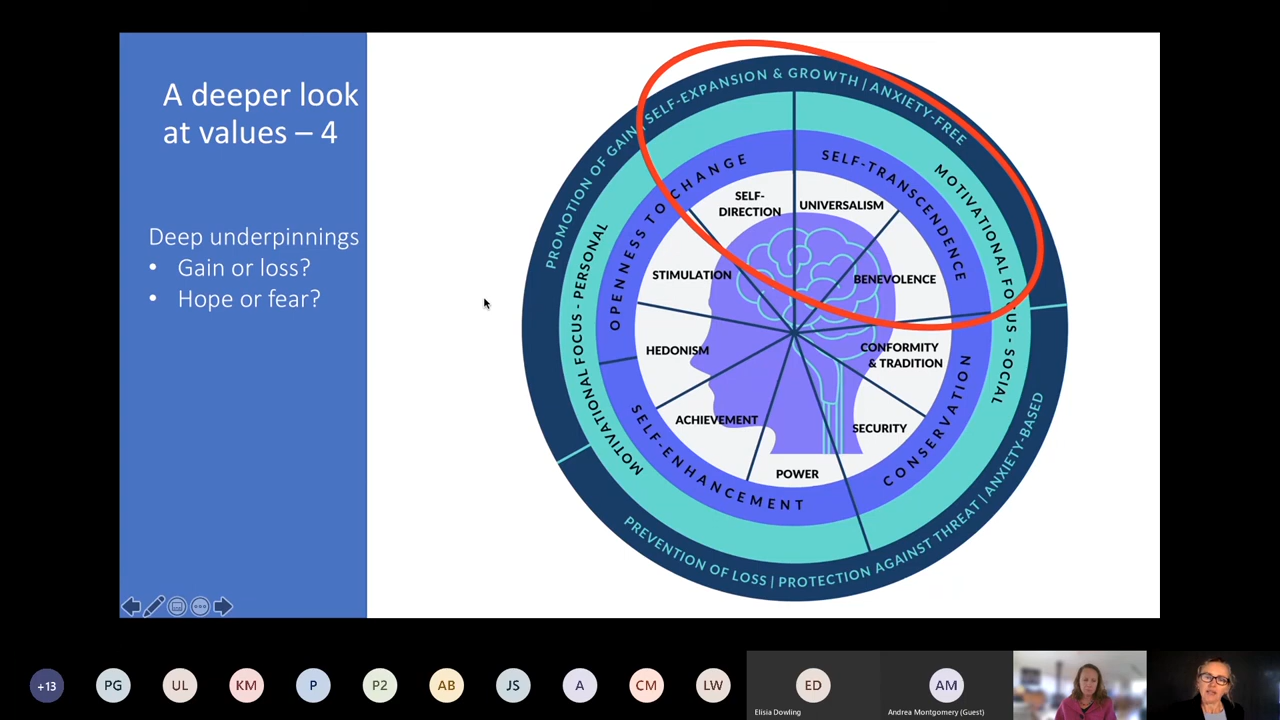 A deeper look
at values – 4
Deep underpinnings
• Gain or loss?
• Hope or fear?
PROMOTION OF GAIN | SELF-EXPANSION & GROWTH | ANXIETY-FREE
PREVENTION OF LOSS | PROTECTION AGAINST THREAT | ANXIETY-BASED
MOTIVATIONAL FOCUS - PERSONAL
MOTIVATIONAL FOCUS - SOCIAL
OPENNESS TO CHANGE
SELF-TRANSCENDENCE
CONSERVATION
SELF-ENHANCEMENT
SELF-
DIRECTION
UNIVERSALISM
STIMULATION
BENEVOLENCE
HEDONISM
CONFORMITY
& TRADITION
ACHIEVEMENT
SECURITY
POWER
+13
PG
UL
KM
P
P2
AB
JS
A
CM
LW
ED
AM
Elisia Dowling
Andrea Montgomery (Guest)